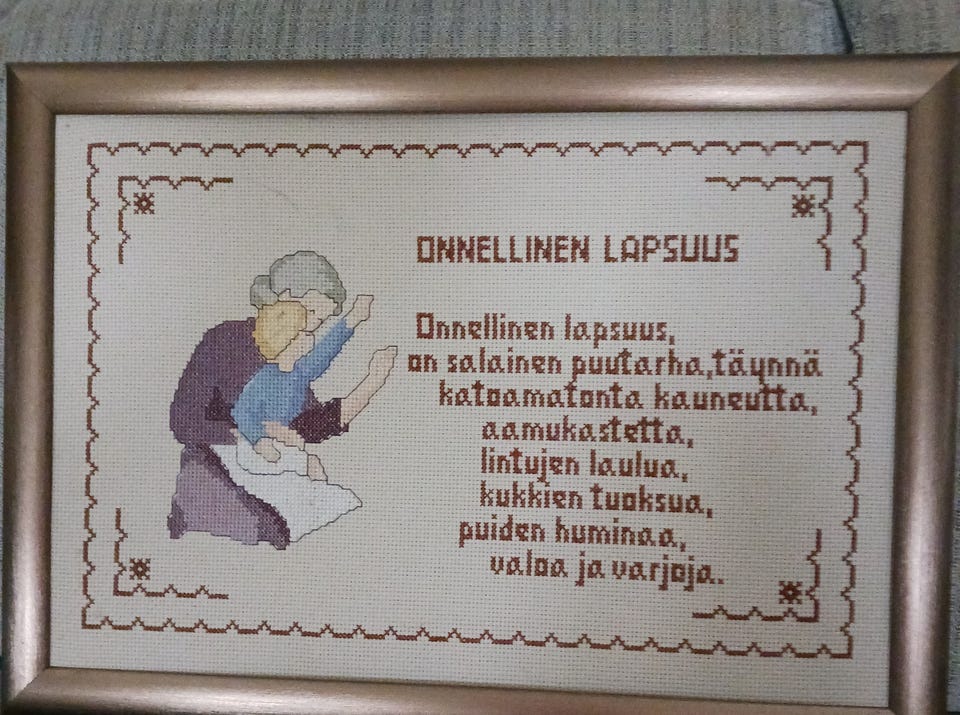 ONNELLINEN LAPSUUS
Onnellinen lapsuus,
on salainen puutarha,täynnä
katoamatonta kauneutta,
aamukastetta,
lintujen laulua,
kukkien tuoksua,
puiden huminaa,
valoa ja varjoja.